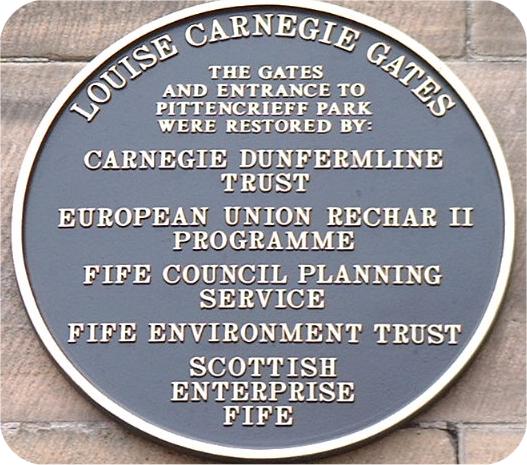 LOUISE CARNEGIE GATES
THE GATES
AND ENTRANCE TO
PITTENCRIEFF PARK
WERE RESTORED BY:
CARNEGIE DUNFERMLINE
TRUST
EUROPEAN UNION RECHAR II
PROGRAMME
FIFE COUNCIL PLANNING
SERVICE
FIFE ENVIRONMENT TRUST
SCOTTISH
ENTERPRISE
FIFE